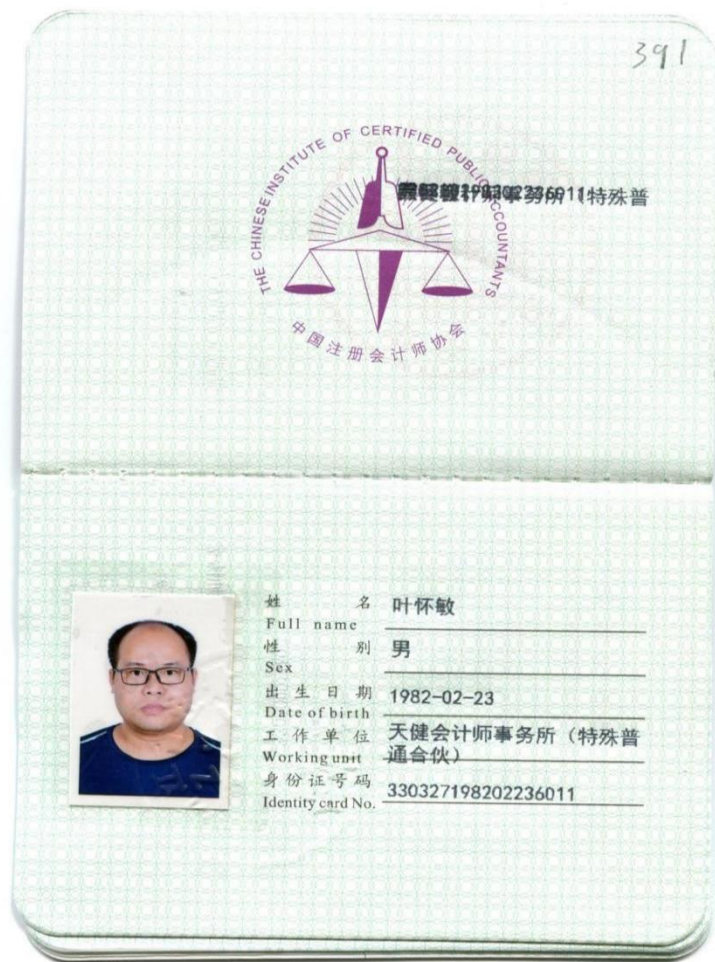 391
THE CHINESE INSTITUTE OF CERTIFIED PUBLIC ACCOUNTANTS
特殊普
中国注册会计师协会
姓 名 叶怀敏
Full name
性 别 男
Sex
出生日期 1982-02-23
Date of birth
工作单位 天健会计师事务所（特殊普
Working unit 通合伙）
身份证号码 330327198202236011
Identity card No.